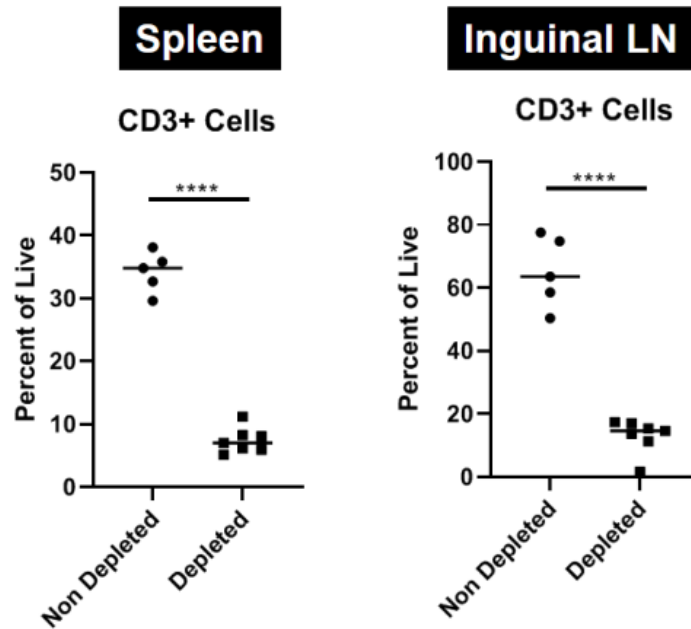 Spleen
CD3+ Cells
50
40
30
20
10
0
Percent of Live
****
Non Depleted
Depleted
Inguinal LN
CD3+ Cells
100
80
60
40
20
0
Percent of Live
****
Non Depleted
Depleted